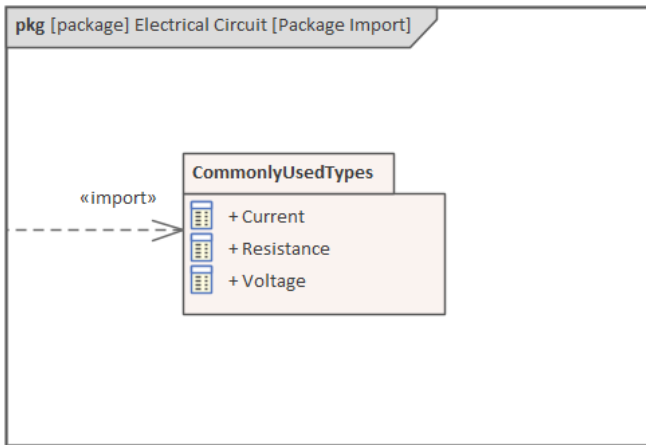 pkg [package] Electrical Circuit [Package Import]
CommonlyUsedTypes
«import»
+ Current
+ Resistance
+ Voltage